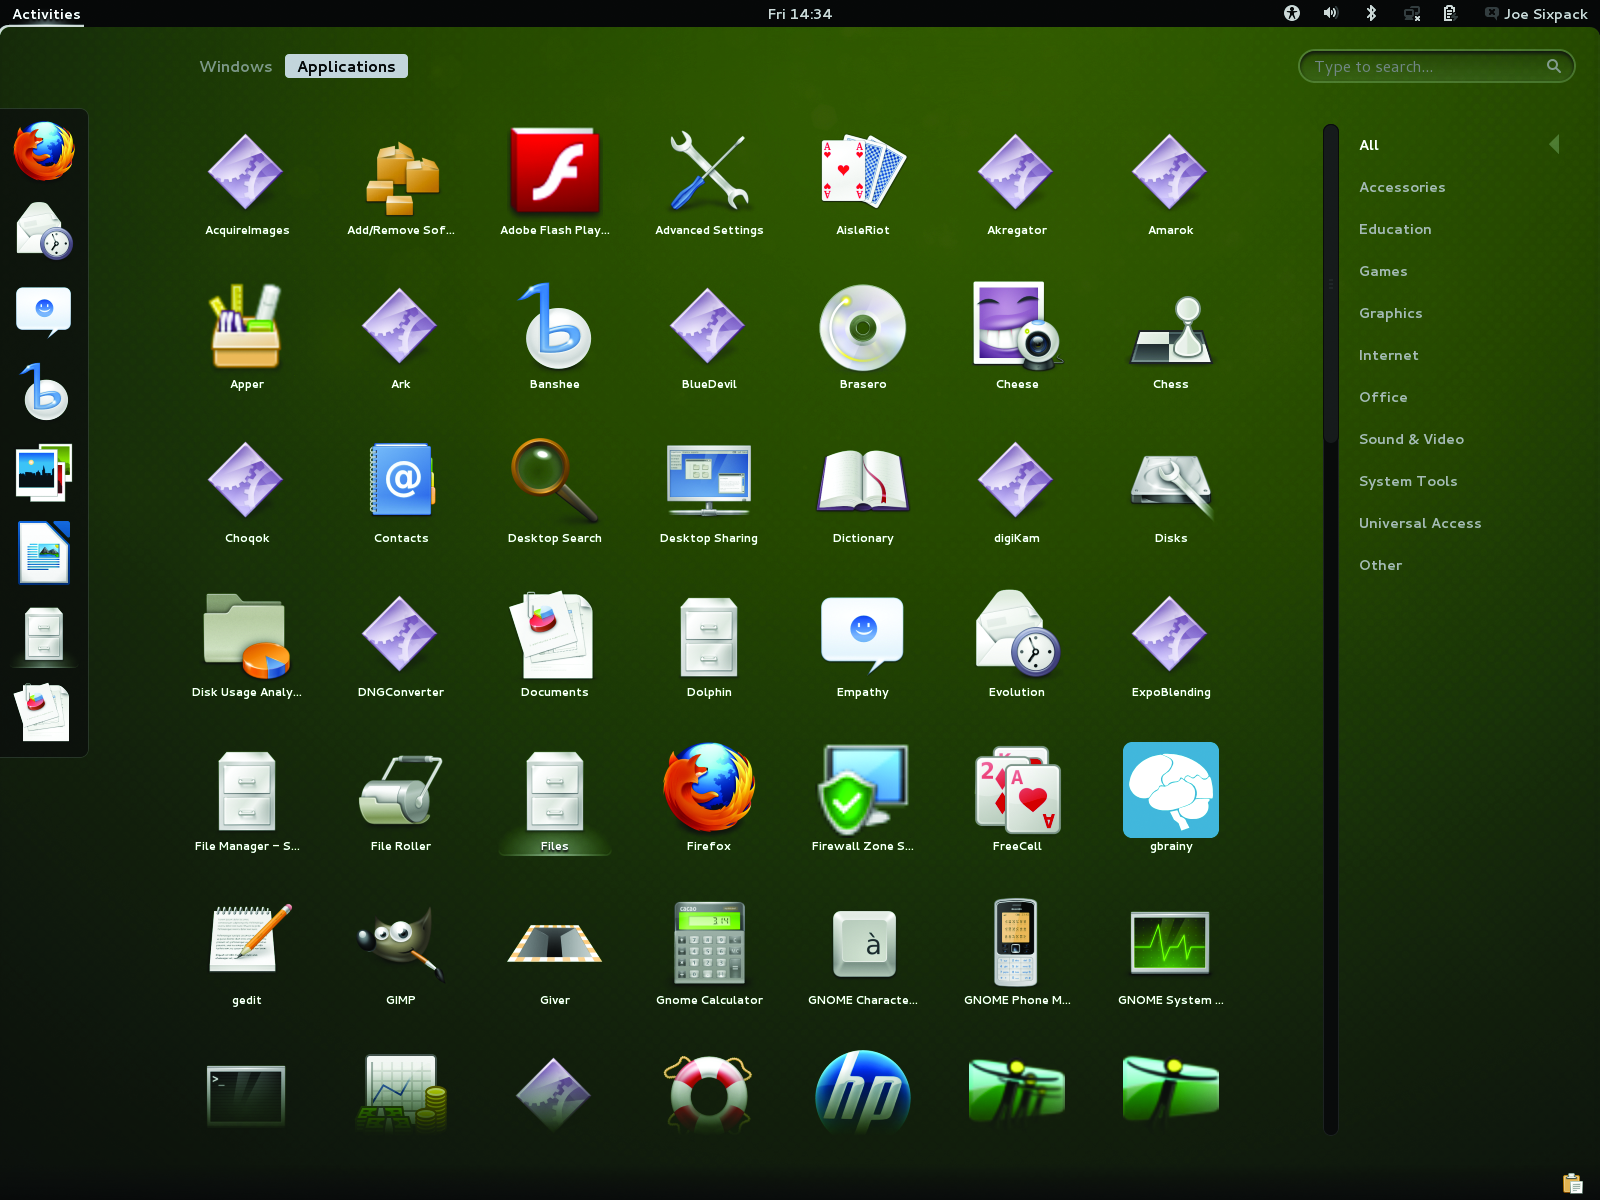 Activities
Fri 14:34
Joe Sixpack
Windows
Applications
Type to search...
AcquireImages
Add/Remove Sof...
Adobe Flash Play...
Advanced Settings
AisleRiot
Akregator
Amarok
Apper
Ark
Banshee
BlueDevil
Brasero
Cheese
Chess
Choqok
Contacts
Desktop Search
Desktop Sharing
Dictionary
digiKam
Disks
Disk Usage Analy...
DNGConverter
Documents
Dolphin
Empathy
Evolution
ExpoBlending
File Manager – S...
File Roller
Files
Firefox
Firewall Zone S...
FreeCell
gbrainy
gedit
GIMP
Giver
Gnome Calculator
GNOME Characte...
GNOME Phone M...
GNOME System ...
All
Accessories
Education
Games
Graphics
Internet
Office
Sound & Video
System Tools
Universal Access
Other